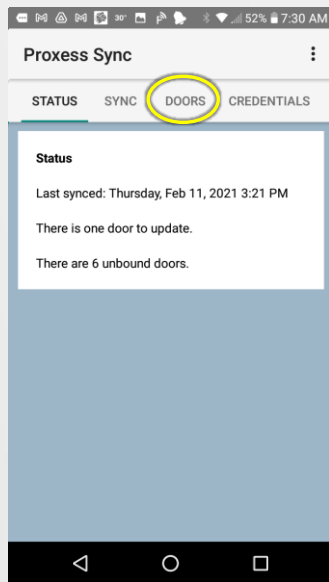 30° 52% 7:30 AM
Proxess Sync
STATUS SYNC DOORS CREDENTIALS
Status
Last synced: Thursday, Feb 11, 2021 3:21 PM
There is one door to update.
There are 6 unbound doors.